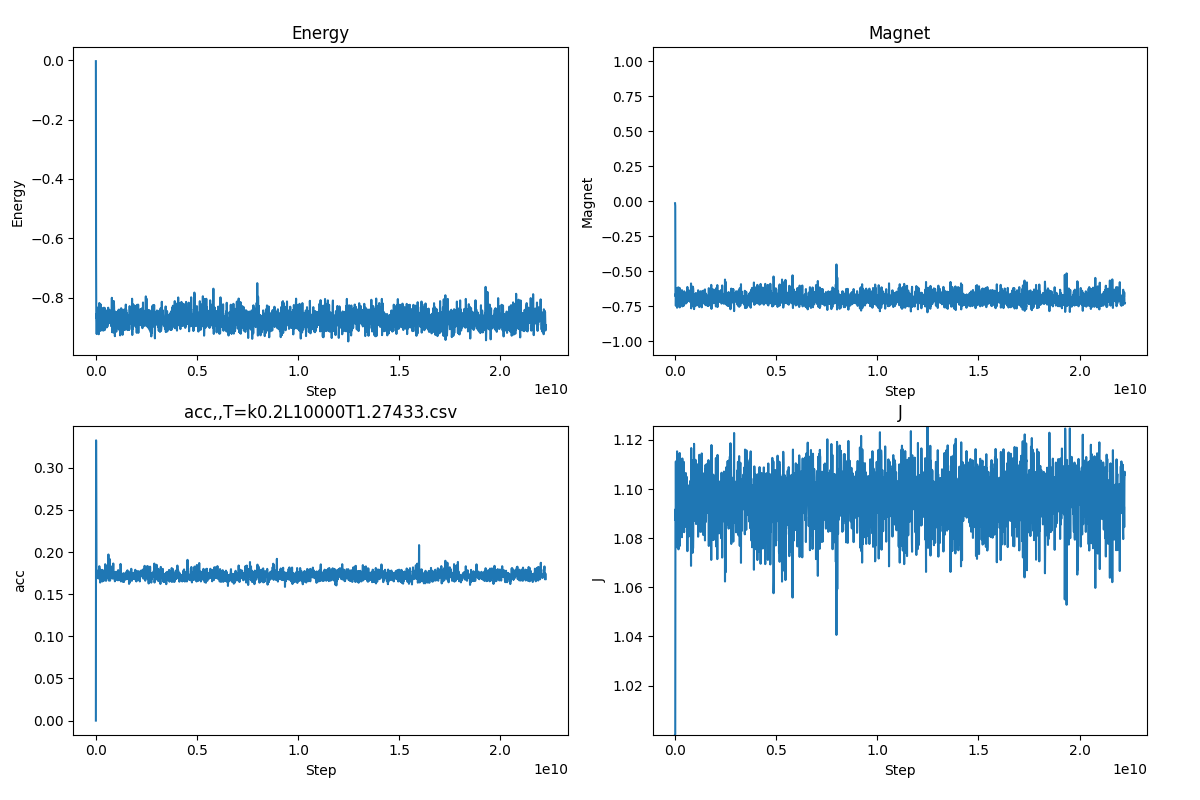 Energy
Energy
0.0
−0.2
−0.4
−0.6
−0.8
0.0 0.5 1.0 1.5 2.0
1e10
Step
Magnet
Magnet
1.00
0.75
0.50
0.25
0.00
−0.25
−0.50
−0.75
−1.00
0.0 0.5 1.0 1.5 2.0
1e10
Step
acc,,T=k0.2L10000T1.27433.csv
acc
0.30
0.25
0.20
0.15
0.10
0.05
0.00
0.0 0.5 1.0 1.5 2.0
1e10
Step
J
J
1.12
1.10
1.08
1.06
1.04
1.02
0.0 0.5 1.0 1.5 2.0
1e10
Step